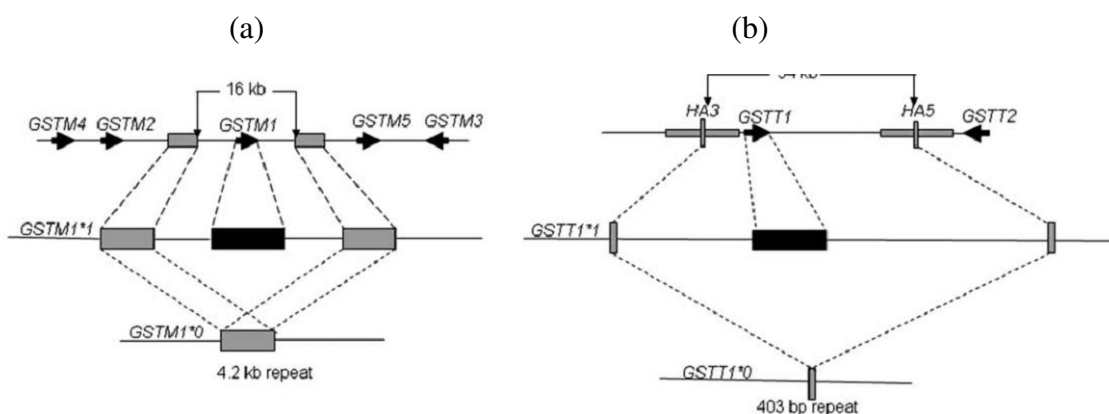 (a)
(b)
16 kb
GSTM4 GSTM2 GSTM1 GSTM5 GSTM3
GSTM1*1
GSTM1*0
4.2 kb repeat
HA3 GSTT1 HA5 GSTT2
GSTT1*1
GSTT1*0
403 bp repeat